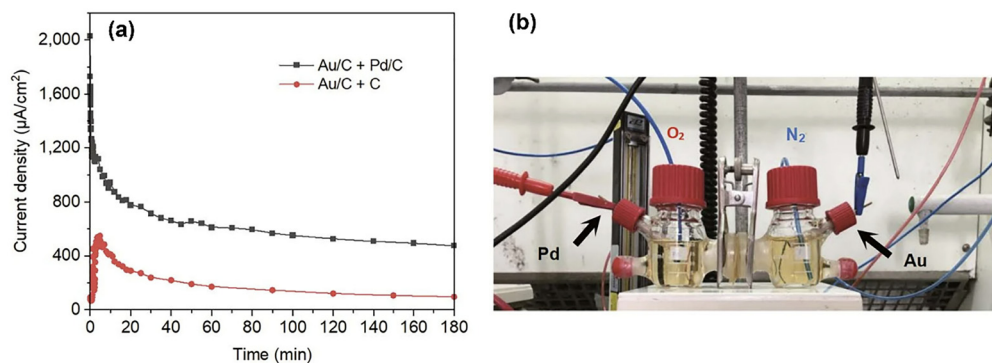 (a)
2,000
1,600
1,200
800
400
0
Current density (μA/cm²)
Au/C + Pd/C
Au/C + C
0 20 40 60 80 100 120 140 160 180
Time (min)
(b)
O₂
N₂
Pd
Au